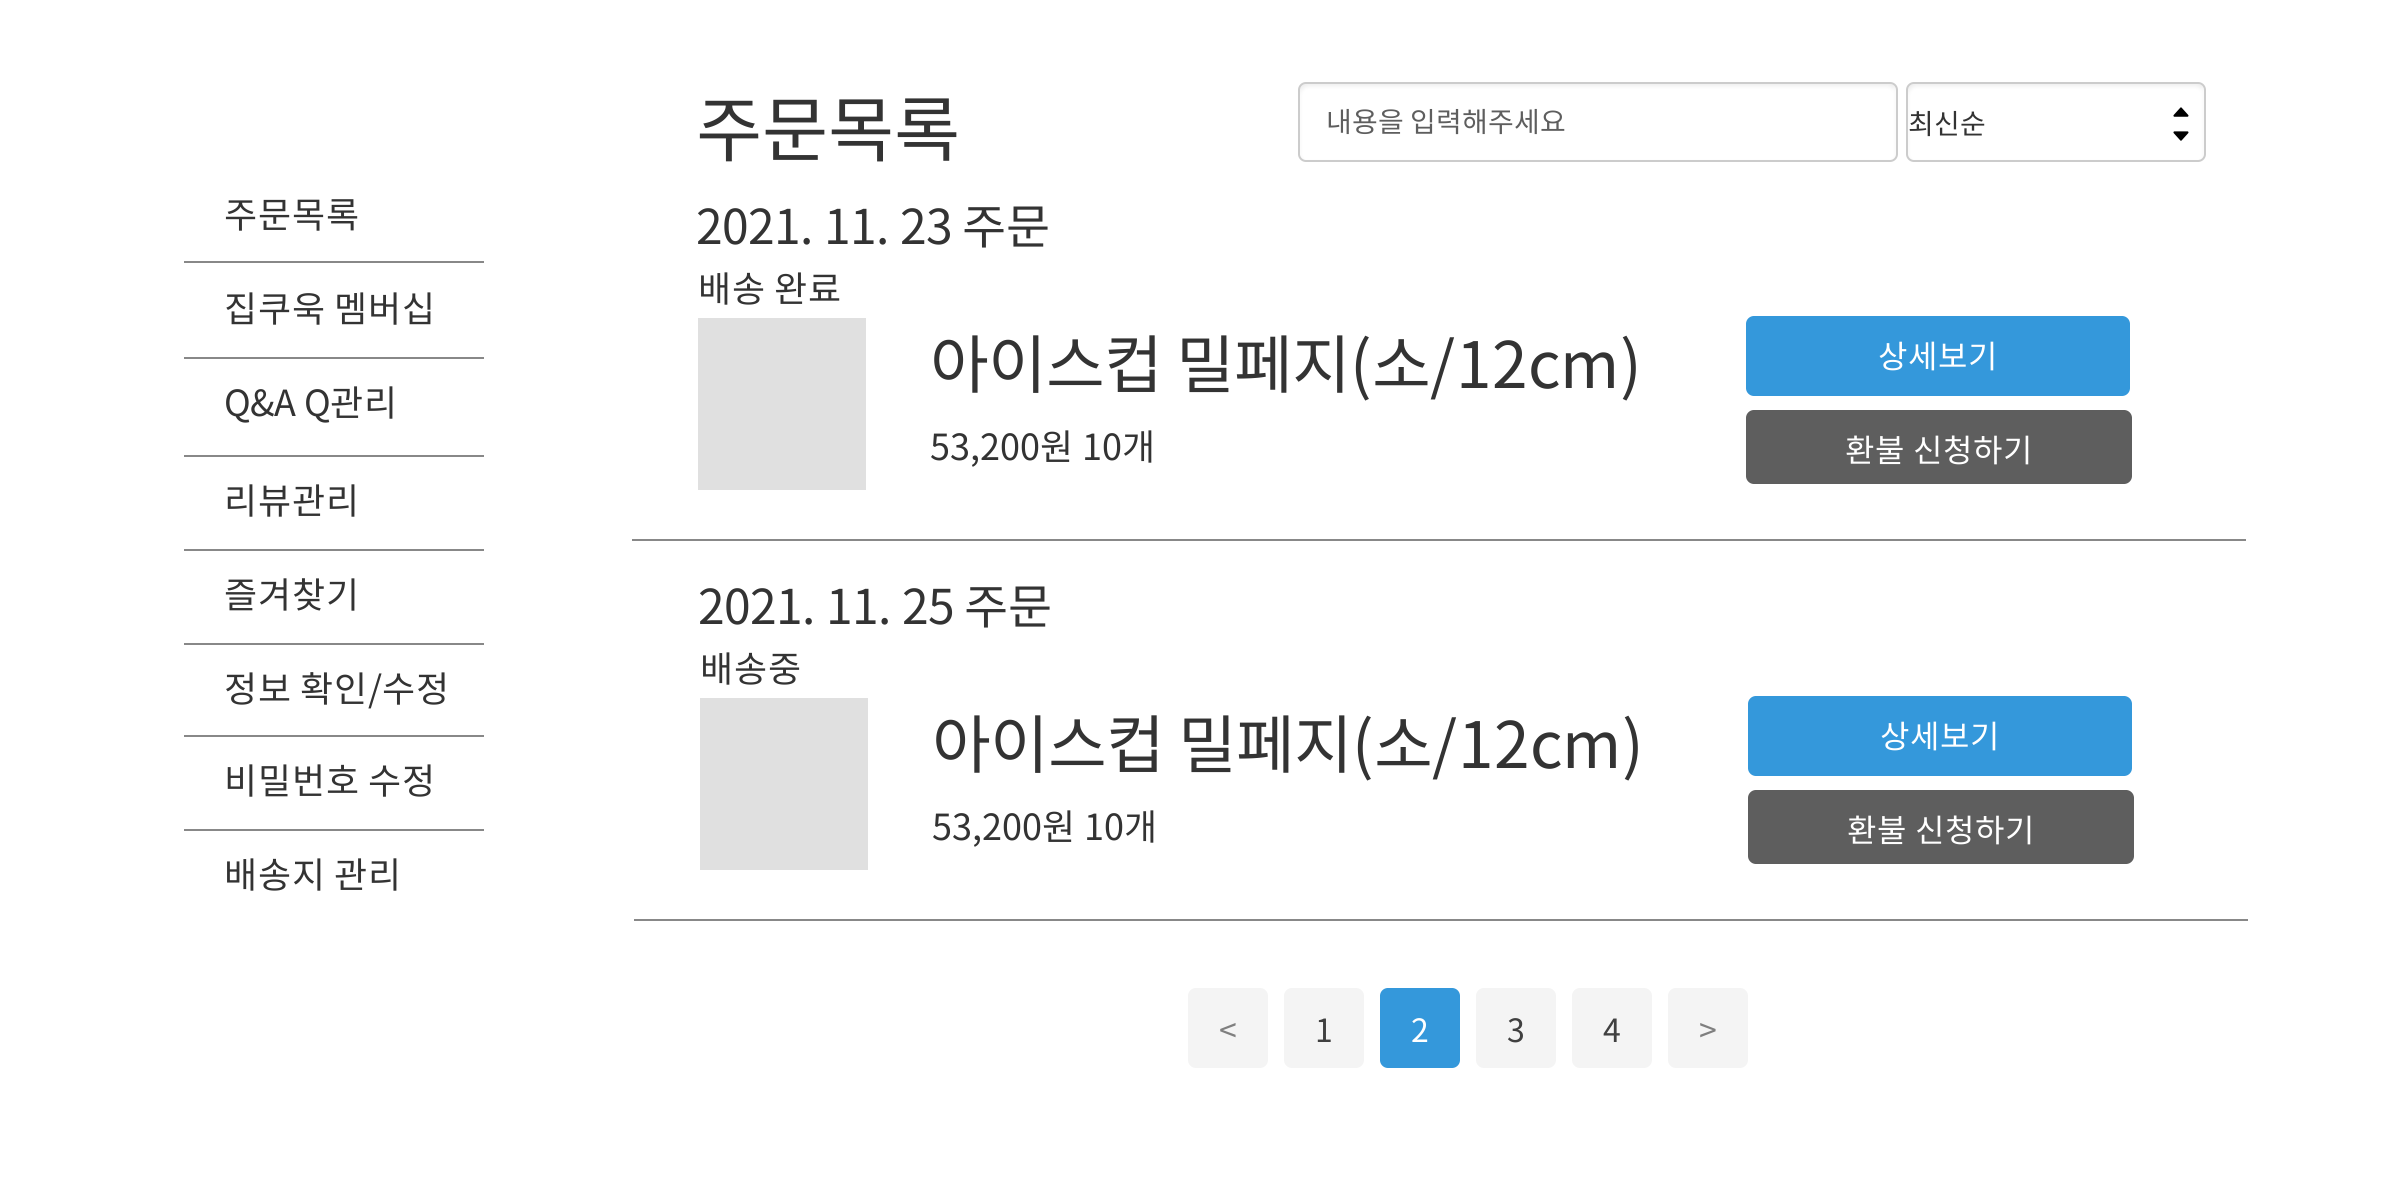 주문목록
내용을 입력해주세요
최신순
주문목록
집쿠욱 멤버십
Q&A Q관리
리뷰관리
즐겨찾기
정보 확인/수정
비밀번호 수정
배송지 관리
2021. 11. 23 주문
배송 완료
아이스컵 밀페지(소/12cm)
53,200원 10개
상세보기
환불 신청하기
2021. 11. 25 주문
배송중
아이스컵 밀페지(소/12cm)
53,200원 10개
상세보기
환불 신청하기
< 1 2 3 4 >